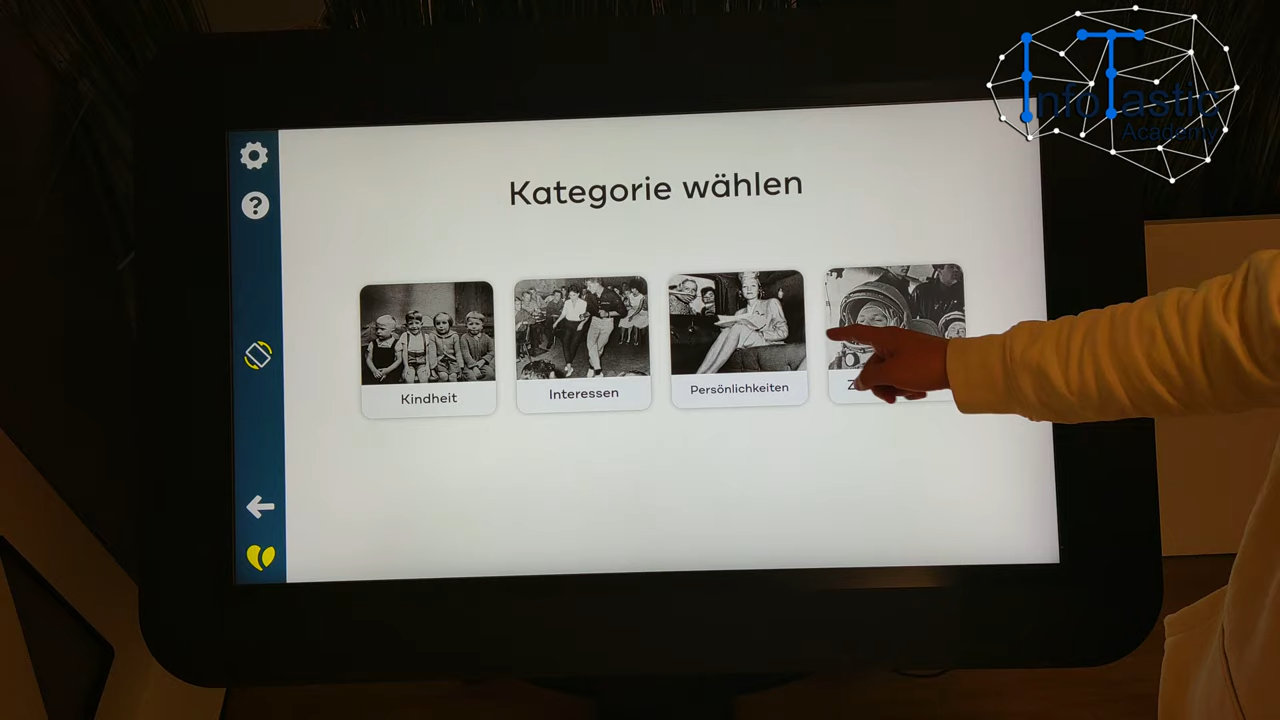 InfoTastic
Academy
Kategorie wählen
Kindheit
Interessen
Persönlichkeiten